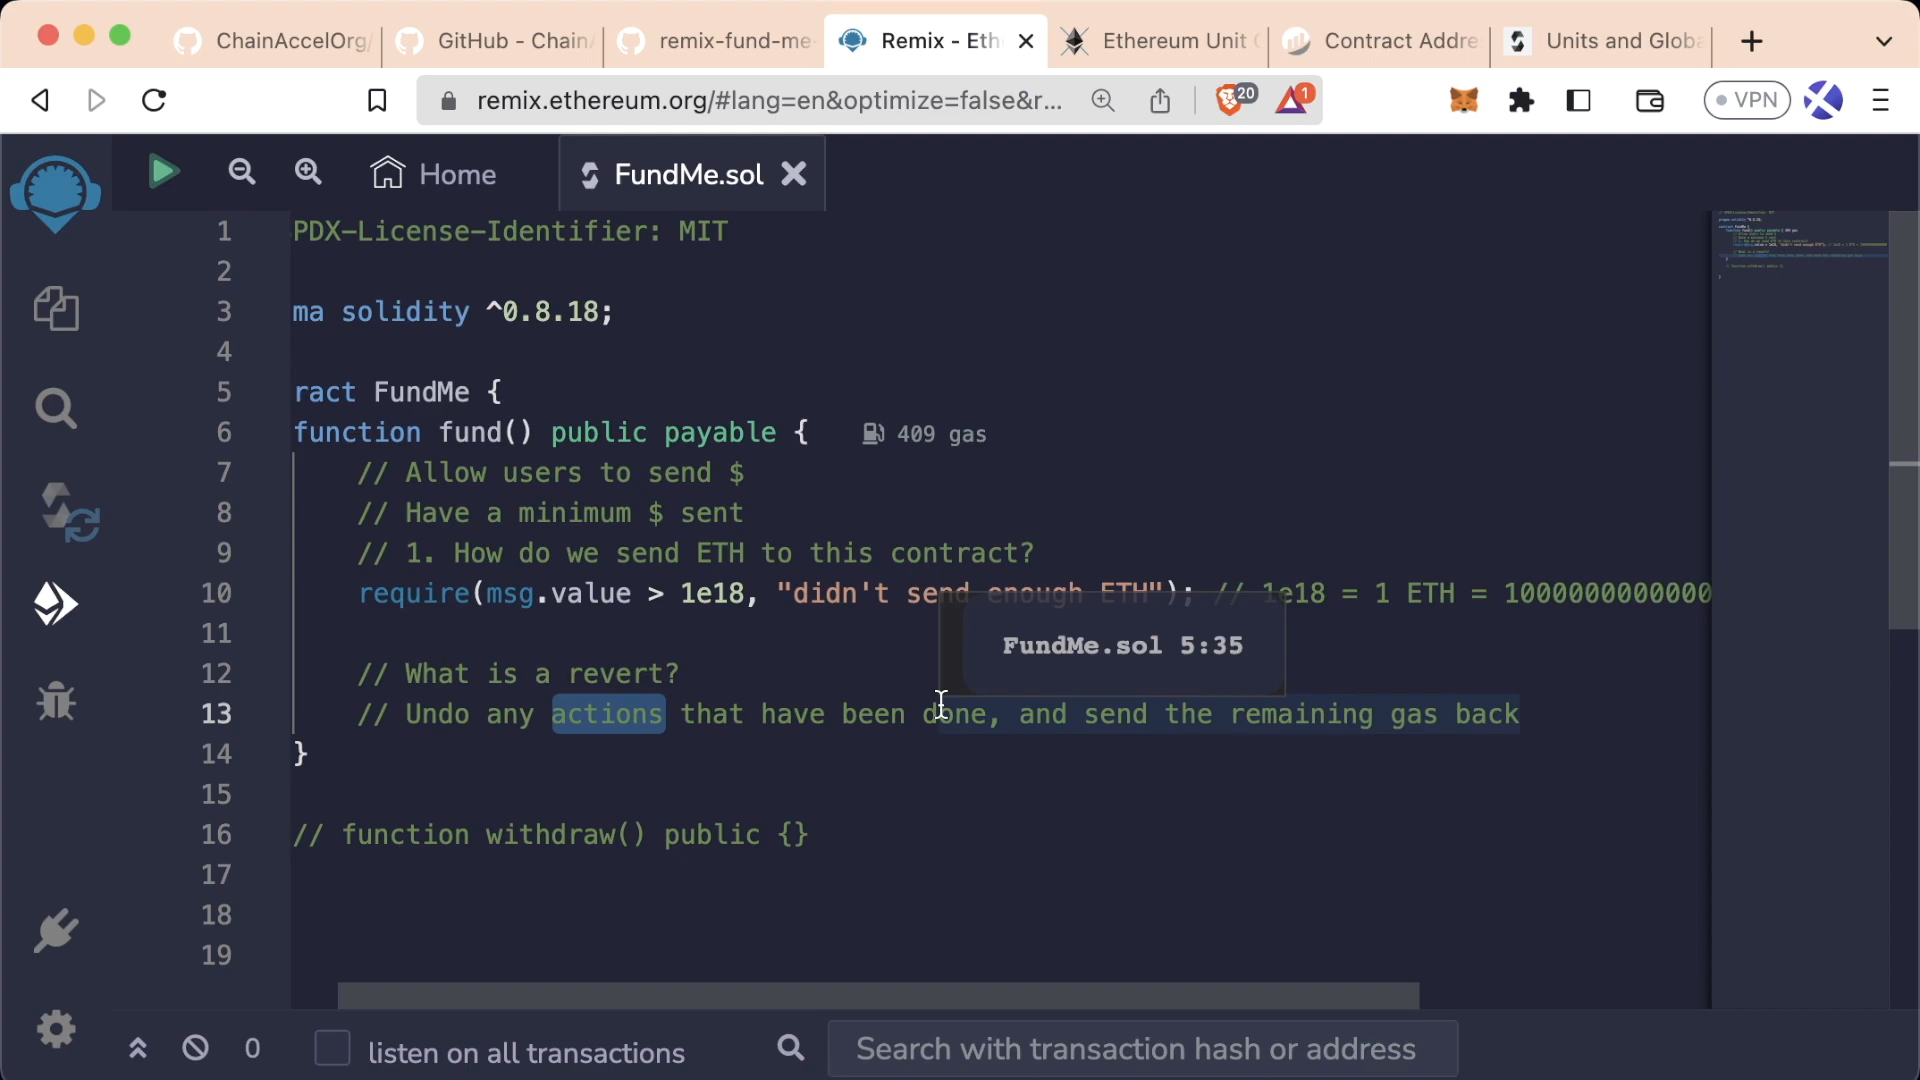 ChainAccelOrg/
GitHub - Chain
remix-fund-me
Remix - Eth
Ethereum Unit
Contract Addre
Units and Globa
remix.ethereum.org/#lang=en&optimize=false&r...
20
1
VPN
Home
FundMe.sol
1 PDX-License-Identifier: MIT
2
3 ma solidity ^0.8.18;
4
5 ract FundMe {
6 function fund() public payable { 409 gas
7 // Allow users to send $
8 // Have a minimum $ sent
9 // 1. How do we send ETH to this contract?
10 require(msg.value > 1e18, "didn't send enough ETH"); // 1e18 = 1 ETH = 1000000000000
11
FundMe.sol 5:35
12 // What is a revert?
13 // Undo any actions that have been done, and send the remaining gas back
14 }
15
16 // function withdraw() public {}
17
18
19
0
listen on all transactions
Search with transaction hash or address